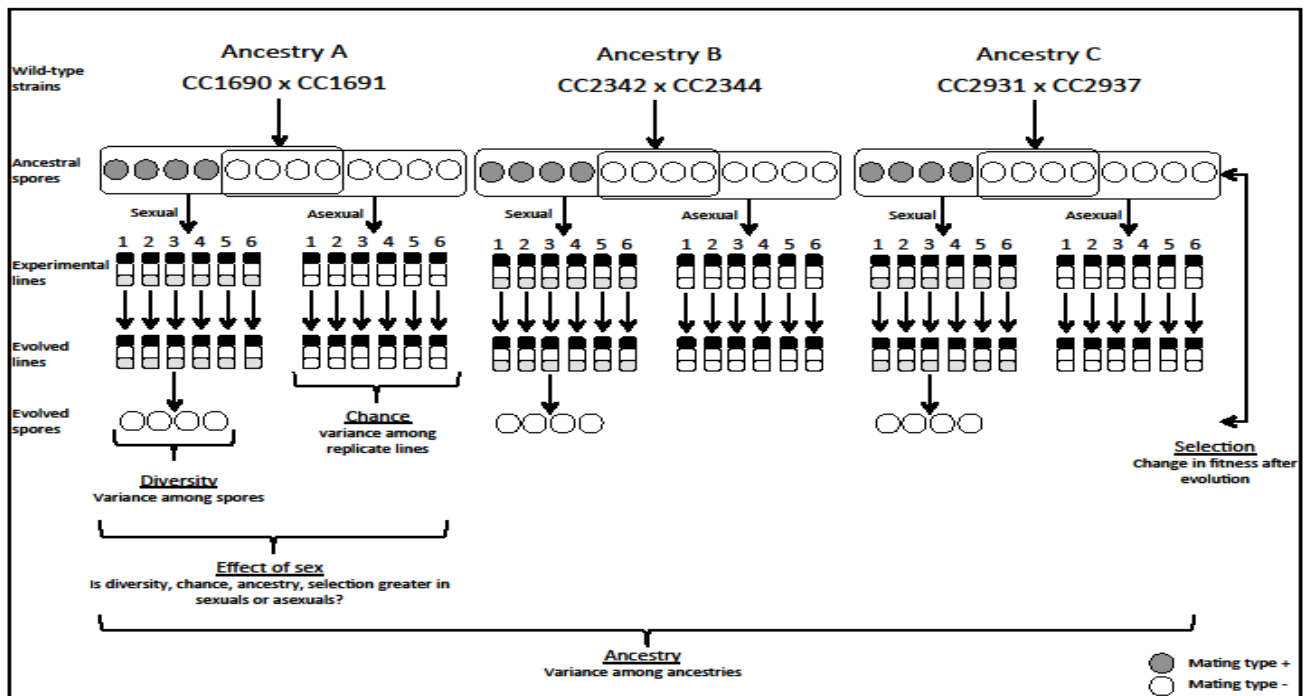 Ancestry A
Ancestry B
Ancestry C
Wild-type
strains
CC1690 x CC1691
CC2342 x CC2344
CC2931 x CC2937
Ancestral
spores
Sexual
Asexual
Sexual
Asexual
Sexual
Asexual
1 2 3 4 5 6
1 2 3 4 5 6
1 2 3 4 5 6
1 2 3 4 5 6
1 2 3 4 5 6
1 2 3 4 5 6
Experimental
lines
Evolved
lines
Evolved
spores
Chance
variance among
replicate lines
Diversity
Variance among spores
Selection
Change in fitness after
evolution
Effect of sex
Is diversity, chance, ancestry, selection greater in
sexuals or asexuals?
Ancestry
Variance among ancestries
Mating type +
Mating type -